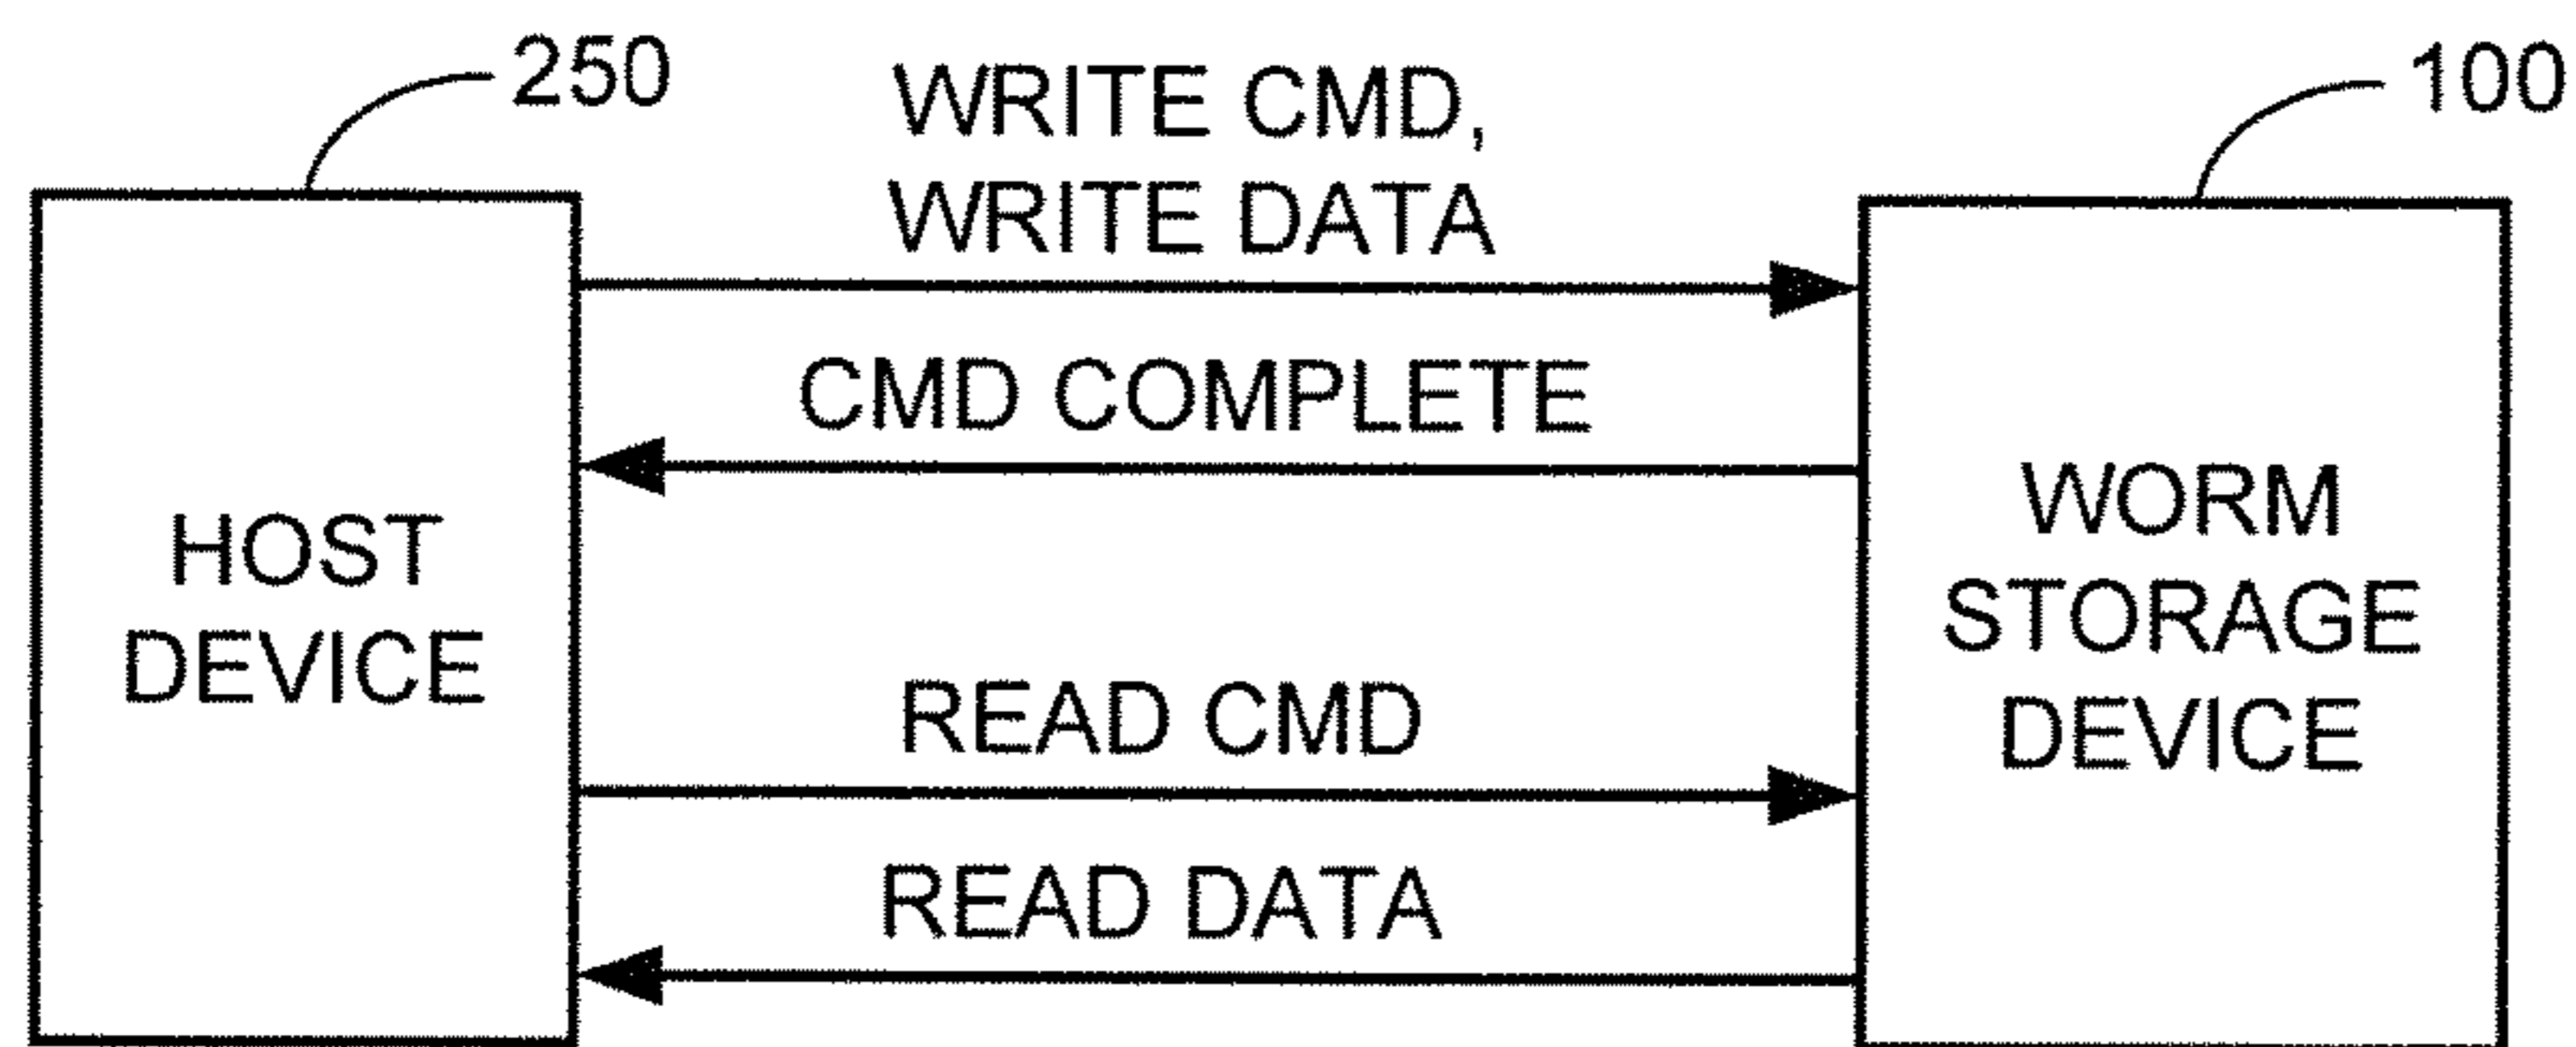 250
100
WRITE CMD,
WRITE DATA
CMD COMPLETE
HOST
DEVICE
WORM
STORAGE
DEVICE
READ CMD
READ DATA